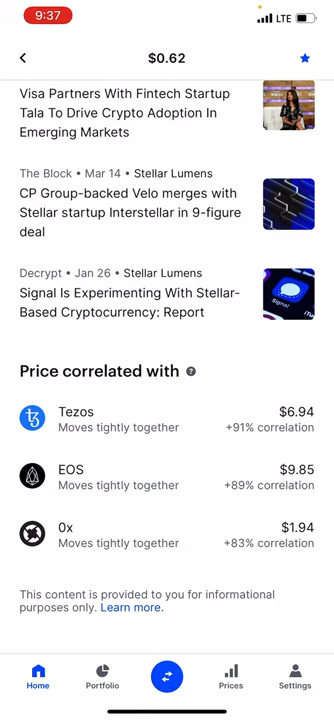 9:37
LTE
$0.62
Visa Partners With Fintech Startup
Tala To Drive Crypto Adoption In
Emerging Markets
The Block • Mar 14 • Stellar Lumens
CP Group-backed Velo merges with
Stellar startup Interstellar in 9-figure
deal
Decrypt • Jan 26 • Stellar Lumens
Signal Is Experimenting With Stellar-
Based Cryptocurrency: Report
Signal
Price correlated with ?
Tezos $6.94
Moves tightly together +91% correlation
EOS $9.85
Moves tightly together +89% correlation
0x $1.94
Moves tightly together +83% correlation
This content is provided to you for informational
purposes only. Learn more.
Home Portfolio Prices Settings